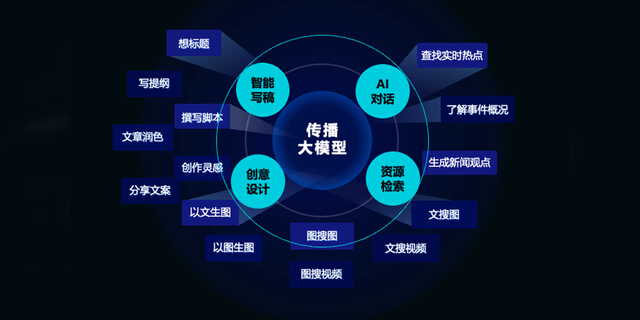 想标题
查找实时热点
写提纲
智能
写稿
AI
对话
撰写脚本
了解事件概况
文章润色
传播
大模型
创作灵感
生成新闻观点
创意
设计
资源
检索
分享文案
以文生图
文搜图
以图生图
图搜图
文搜视频
图搜视频